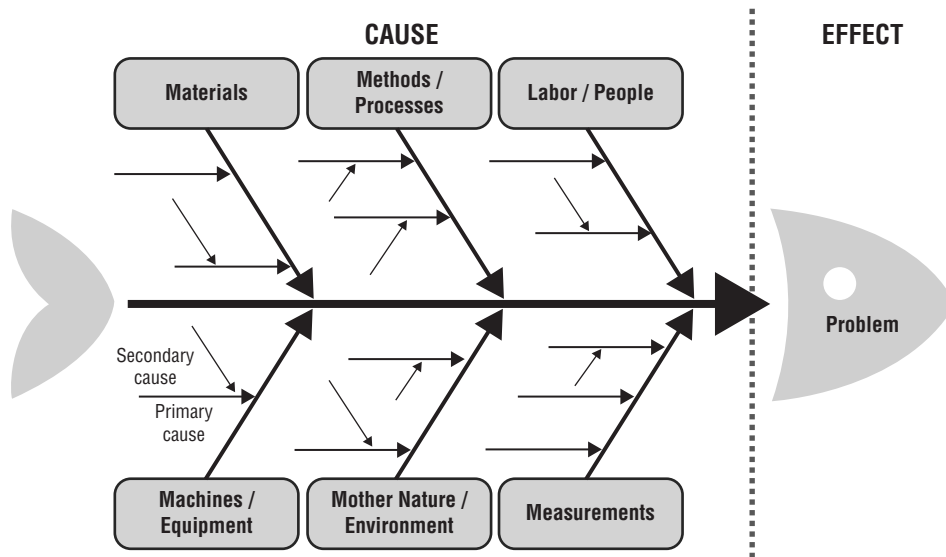 CAUSE
EFFECT
Materials
Methods /
Processes
Labor / People
Problem
Secondary
cause
Primary
cause
Machines /
Equipment
Mother Nature /
Environment
Measurements